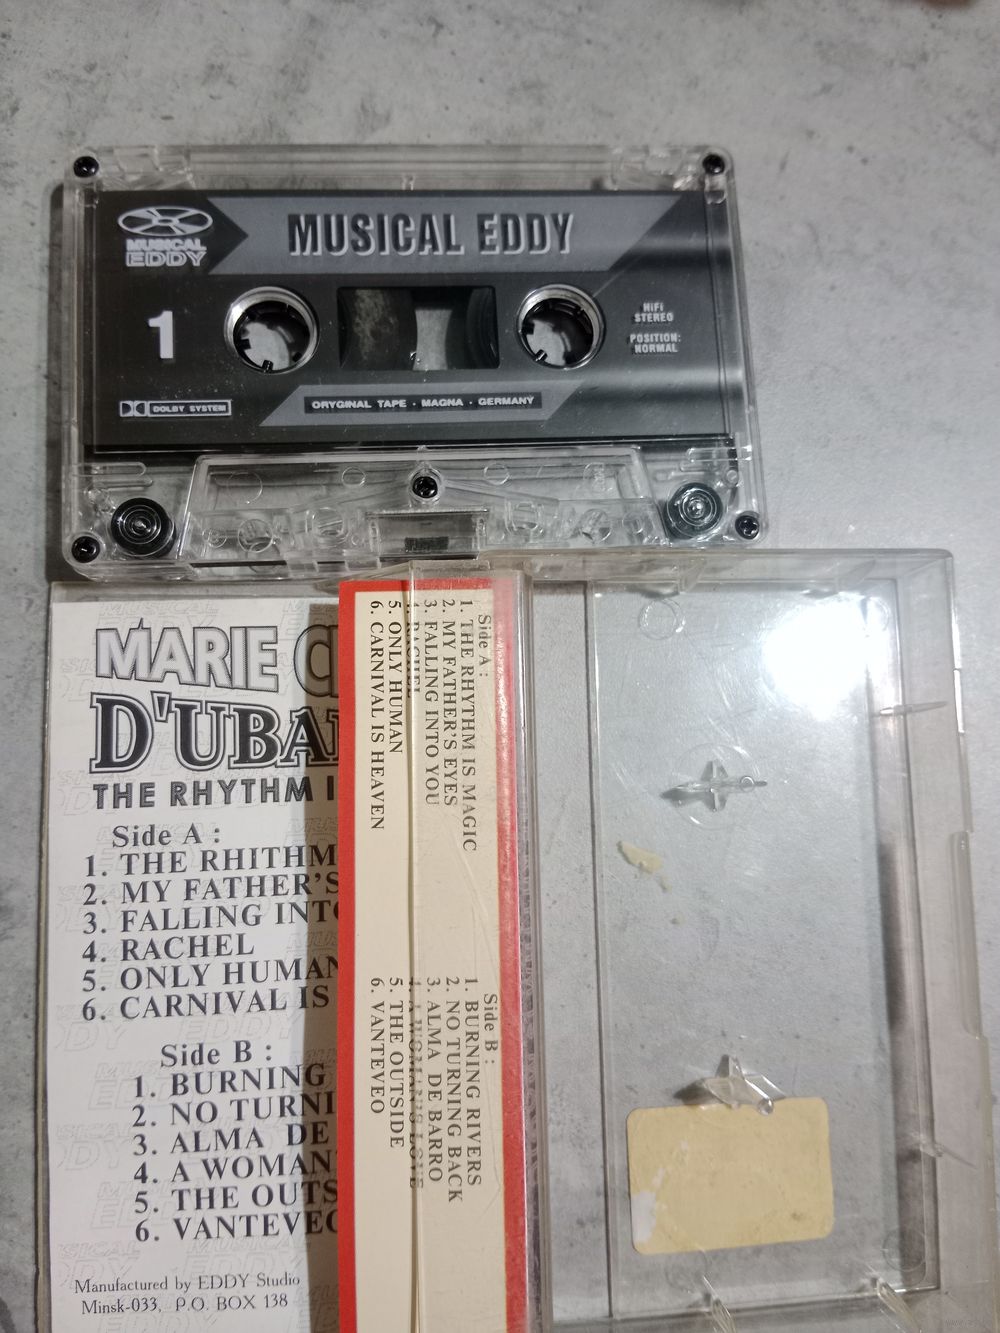 MUSICAL EDDY
MUSICAL
EDDY
1
HiFi
STEREO
POSITION:
NORMAL
DOLBY SYSTEM
ORYGINAL TAPE · MAGNA · GERMANY
MARIE C
D'UBA
THE RHYTHM I
Side A :
1. THE RHITHM
2. MY FATHER'S
3. FALLING INTO
4. RACHEL
5. ONLY HUMAN
6. CARNIVAL IS
Side B :
1. BURNING
2. NO TURNI
3. ALMA DE
4. A WOMAN'
5. THE OUTS
6. VANTEVEO
Manufactured by EDDY Studio
Minsk-033, P.O. BOX 138
Side A :
1. THE RHYTHM IS MAGIC
2. MY FATHER'S EYES
3. FALLING INTO YOU
4. RACHEL
5. ONLY HUMAN
6. CARNIVAL IS HEAVEN
Side B :
1. BURNING RIVERS
2. NO TURNING BACK
3. ALMA DE BARRO
4. A WOMAN'S LOVE
5. THE OUTSIDE
6. VANTEVEO